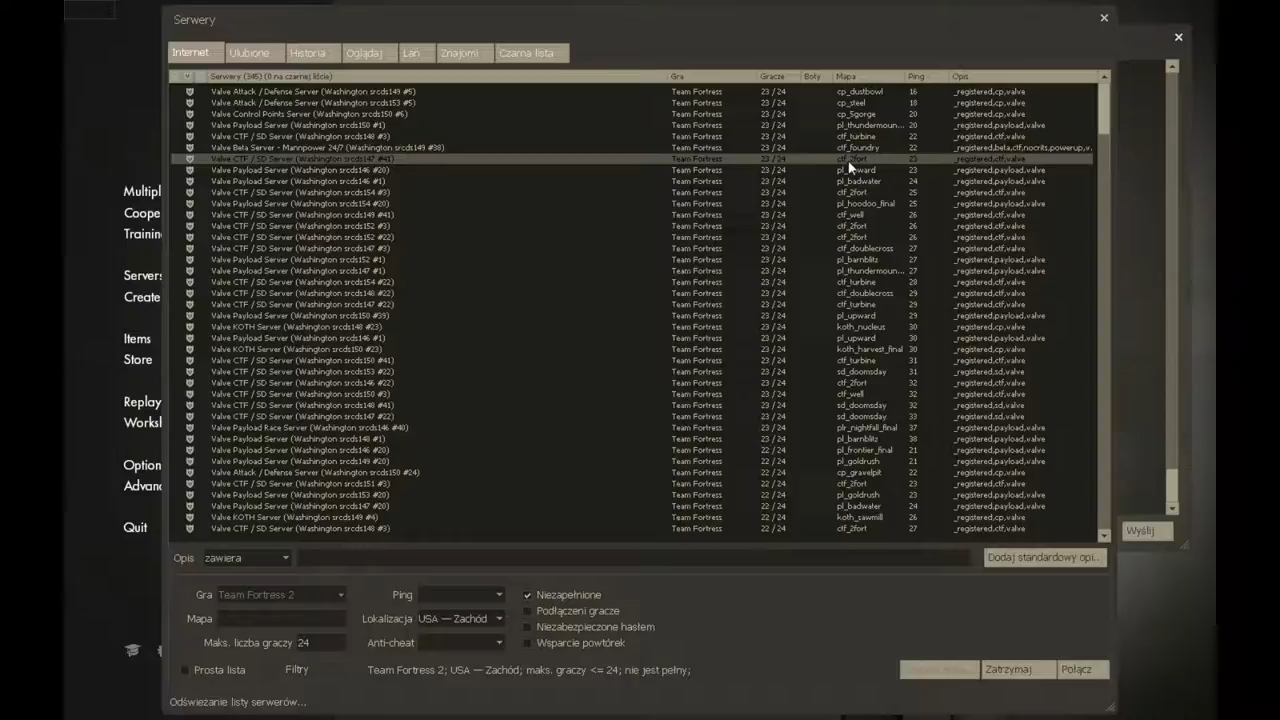 Serwery
Internet Ulubione Historia Oglądaj Lan Znajomi Czarna lista
Serwery (345) (0 na czarnej liście) Gra Gracze Boty Mapa Ping Opis
Valve Attack / Defense Server (Washington srcds149 #5) Team Fortress 23 / 24 cp_dustbowl 16 _registered,cp,valve
Valve Attack / Defense Server (Washington srcds153 #5) Team Fortress 23 / 24 cp_steel 18 _registered,cp,valve
Valve Control Points Server (Washington srcds150 #6) Team Fortress 23 / 24 cp_5gorge 20 _registered,cp,valve
Valve Payload Server (Washington srcds150 #1) Team Fortress 23 / 24 pl_thundermoun... 20 _registered,payload,valve
Valve CTF / SD Server (Washington srcds148 #3) Team Fortress 23 / 24 ctf_turbine 22 _registered,ctf,valve
Valve Beta Server - Mannpower 24/7 (Washington srcds149 #38) Team Fortress 23 / 24 ctf_foundry 22 _registered,beta,ctf,nocrits,powerup,v...
Valve CTF / SD Server (Washington srcds147 #41) Team Fortress 23 / 24 ctf_2fort 23 _registered,ctf,valve
Valve Payload Server (Washington srcds146 #20) Team Fortress 23 / 24 23 _registered,payload,valve
Valve Payload Server (Washington srcds146 #1) Team Fortress 23 / 24 pl_badwater 24 _registered,payload,valve
Valve CTF / SD Server (Washington srcds154 #3) Team Fortress 23 / 24 ctf_2fort 25 _registered,ctf,valve
Valve Payload Server (Washington srcds154 #20) Team Fortress 23 / 24 pl_hoodoo_final 25 _registered,payload,valve
Valve CTF / SD Server (Washington srcds149 #41) Team Fortress 23 / 24 ctf_well 26 _registered,ctf,valve
Valve CTF / SD Server (Washington srcds152 #3) Team Fortress 23 / 24 ctf_2fort 26 _registered,ctf,valve
Valve CTF / SD Server (Washington srcds152 #22) Team Fortress 23 / 24 ctf_2fort 26 _registered,ctf,valve
Valve CTF / SD Server (Washington srcds147 #3) Team Fortress 23 / 24 ctf_doublecross 27 _registered,ctf,valve
Valve Payload Server (Washington srcds152 #1) Team Fortress 23 / 24 pl_barnblitz 27 _registered,payload,valve
Valve Payload Server (Washington srcds147 #1) Team Fortress 23 / 24 pl_thundermoun... 27 _registered,payload,valve
Valve CTF / SD Server (Washington srcds154 #22) Team Fortress 23 / 24 ctf_turbine 28 _registered,ctf,valve
Valve CTF / SD Server (Washington srcds148 #22) Team Fortress 23 / 24 ctf_doublecross 29 _registered,ctf,valve
Valve CTF / SD Server (Washington srcds147 #22) Team Fortress 23 / 24 ctf_turbine 29 _registered,ctf,valve
Valve Payload Server (Washington srcds150 #39) Team Fortress 23 / 24 pl_upward 29 _registered,payload,valve
Valve KOTH Server (Washington srcds148 #23) Team Fortress 23 / 24 koth_nucleus 30 _registered,cp,valve
Valve Payload Server (Washington srcds146 #1) Team Fortress 23 / 24 pl_upward 30 _registered,payload,valve
Valve KOTH Server (Washington srcds150 #23) Team Fortress 23 / 24 koth_harvest_final 30 _registered,cp,valve
Valve CTF / SD Server (Washington srcds150 #41) Team Fortress 23 / 24 ctf_turbine 31 _registered,ctf,valve
Valve CTF / SD Server (Washington srcds153 #22) Team Fortress 23 / 24 sd_doomsday 31 _registered,sd,valve
Valve CTF / SD Server (Washington srcds146 #22) Team Fortress 23 / 24 ctf_2fort 32 _registered,ctf,valve
Valve CTF / SD Server (Washington srcds150 #3) Team Fortress 23 / 24 ctf_well 32 _registered,ctf,valve
Valve CTF / SD Server (Washington srcds148 #41) Team Fortress 23 / 24 sd_doomsday 32 _registered,sd,valve
Valve CTF / SD Server (Washington srcds147 #22) Team Fortress 23 / 24 sd_doomsday 33 _registered,sd,valve
Valve Payload Race Server (Washington srcds146 #40) Team Fortress 23 / 24 plr_nightfall_final 37 _registered,payload,valve
Valve Payload Server (Washington srcds148 #1) Team Fortress 23 / 24 pl_barnblitz 38 _registered,payload,valve
Valve Payload Server (Washington srcds146 #20) Team Fortress 22 / 24 pl_frontier_final 21 _registered,payload,valve
Valve Payload Server (Washington srcds149 #20) Team Fortress 22 / 24 pl_goldrush 21 _registered,payload,valve
Valve Attack / Defense Server (Washington srcds150 #24) Team Fortress 22 / 24 cp_gravelpit 22 _registered,cp,valve
Valve CTF / SD Server (Washington srcds151 #3) Team Fortress 22 / 24 ctf_2fort 23 _registered,ctf,valve
Valve Payload Server (Washington srcds153 #20) Team Fortress 22 / 24 pl_goldrush 23 _registered,payload,valve
Valve Payload Server (Washington srcds147 #20) Team Fortress 22 / 24 pl_badwater 24 _registered,payload,valve
Valve KOTH Server (Washington srcds149 #4) Team Fortress 22 / 24 koth_sawmill 26 _registered,cp,valve
Valve CTF / SD Server (Washington srcds148 #3) Team Fortress 22 / 24 ctf_2fort 27 _registered,ctf,valve
Multipl
Coope
Trainin
Servers
Create
Items
Store
Replay
Worksl
Option
Advanc
Quit
Wyślij
Opis zawiera Dodaj standardowy opi...
Gra Team Fortress 2 Ping Niezapełnione
Mapa Lokalizacja USA — Zachód Podłączeni gracze
Niezabezpieczone hasłem
Maks. liczba graczy 24 Anti-cheat Wsparcie powtórek
Prosta lista Filtry Team Fortress 2; USA — Zachód; maks. graczy <= 24; nie jest pełny; Zatrzymaj Połącz
Odświeżanie listy serwerów...